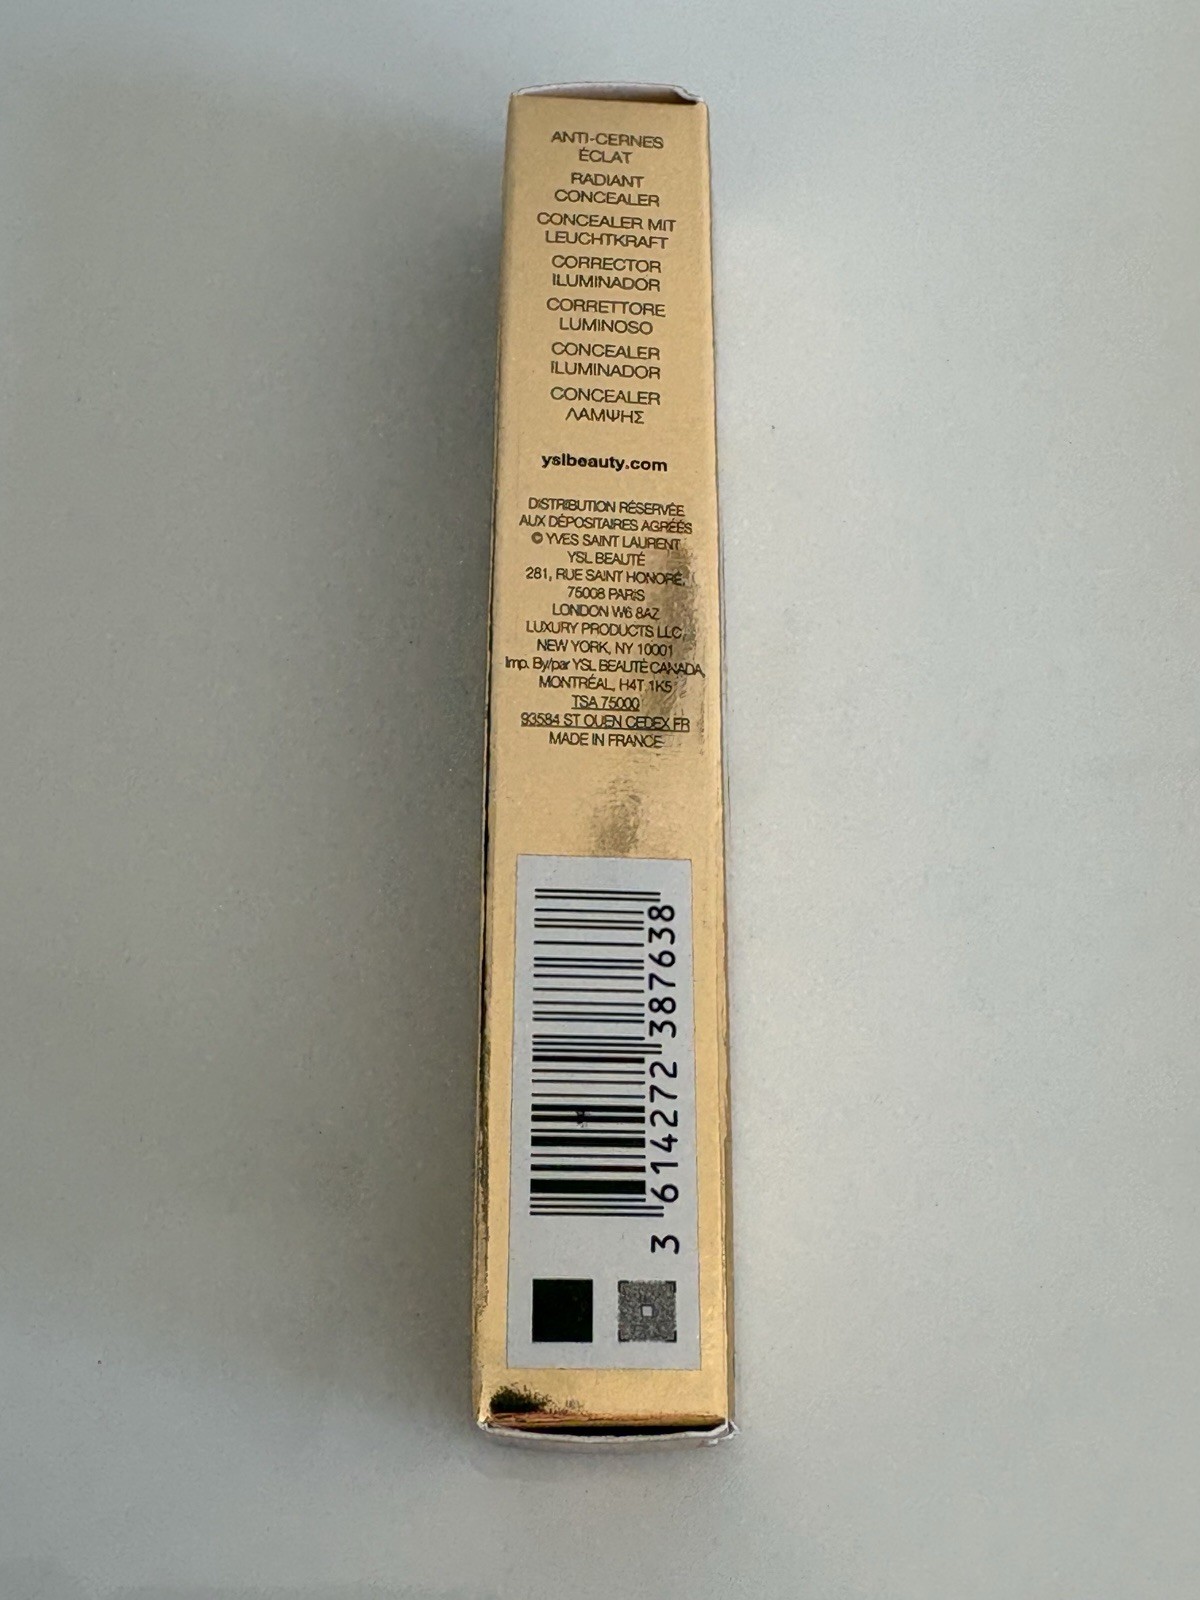 ANTI-CERNES
ÉCLAT
RADIANT
CONCEALER
CONCEALER MIT
LEUCHTKRAFT
CORRECTOR
ILUMINADOR
CORRETTORE
LUMINOSO
CONCEALER
ILUMINADOR
CONCEALER
ΛΑΜΨΗΣ
yslbeauty.com
DISTRIBUTION RÉSERVÉE
AUX DÉPOSITAIRES AGRÉÉS
© YVES SAINT LAURENT
YSL BEAUTÉ
281, RUE SAINT HONORÉ,
75008 PARIS
LONDON W6 8AZ
LUXURY PRODUCTS LLC,
NEW YORK, NY 10001
Imp. By/par YSL BEAUTÉ CANADA,
MONTRÉAL, H4T 1K5
TSA 75000
93584 ST OUEN CEDEX FR
MADE IN FRANCE
3 614272 387638